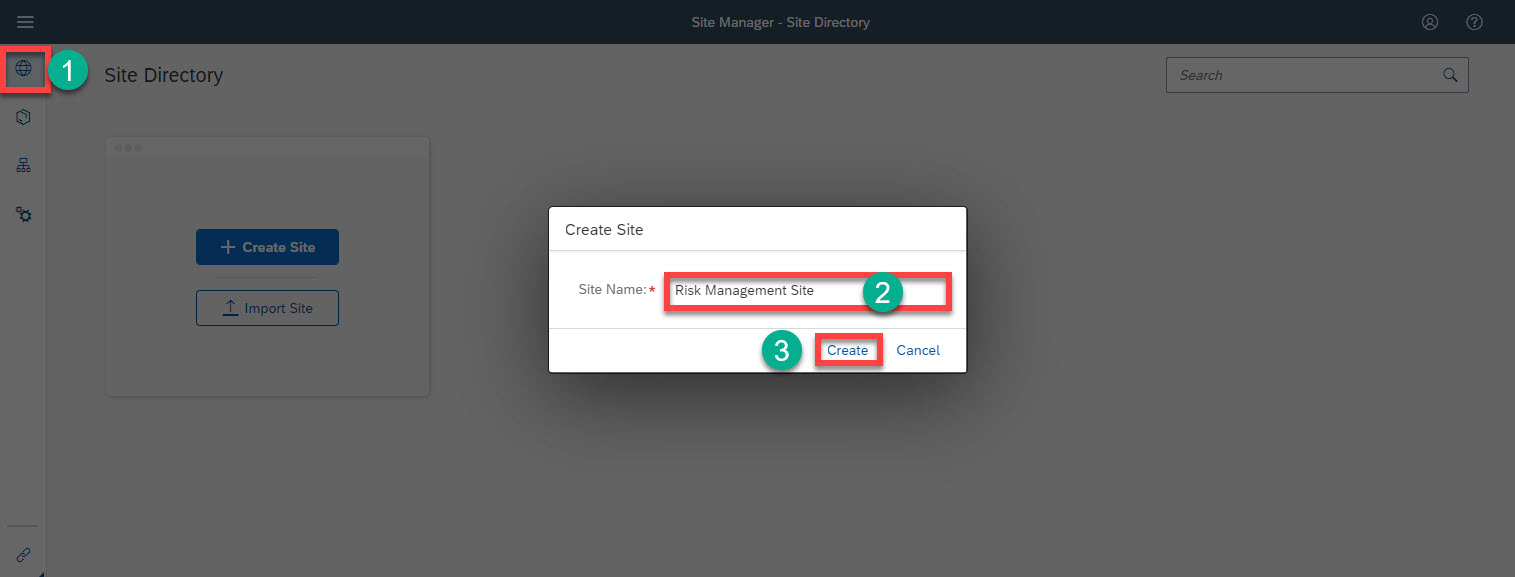 Site Manager - Site Directory
1
Site Directory
Search
Create Site
Import Site
Create Site
Site Name:*
Risk Management Site
2
3
Create
Cancel